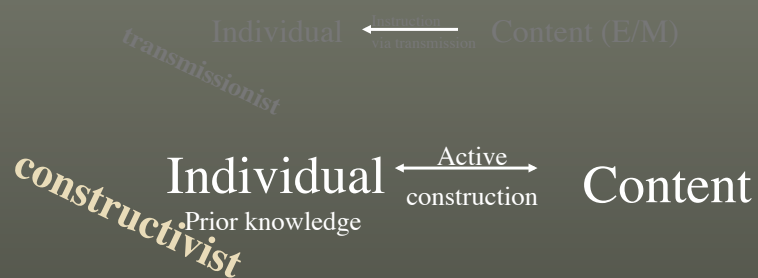 Individual
Instruction
via transmission
Content (E/M)
transmissionist
Individual
Active
construction
Content
Prior knowledge
constructivist